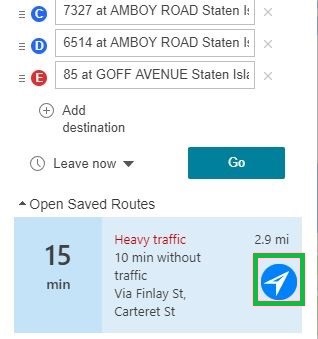 C 7327 at AMBOY ROAD Staten Is
D 6514 at AMBOY ROAD Staten Is
E 85 at GOFF AVENUE Staten Isla
Add
destination
Leave now Go
Open Saved Routes
15
min
Heavy traffic 2.9 mi
10 min without
traffic
Via Finlay St,
Carteret St